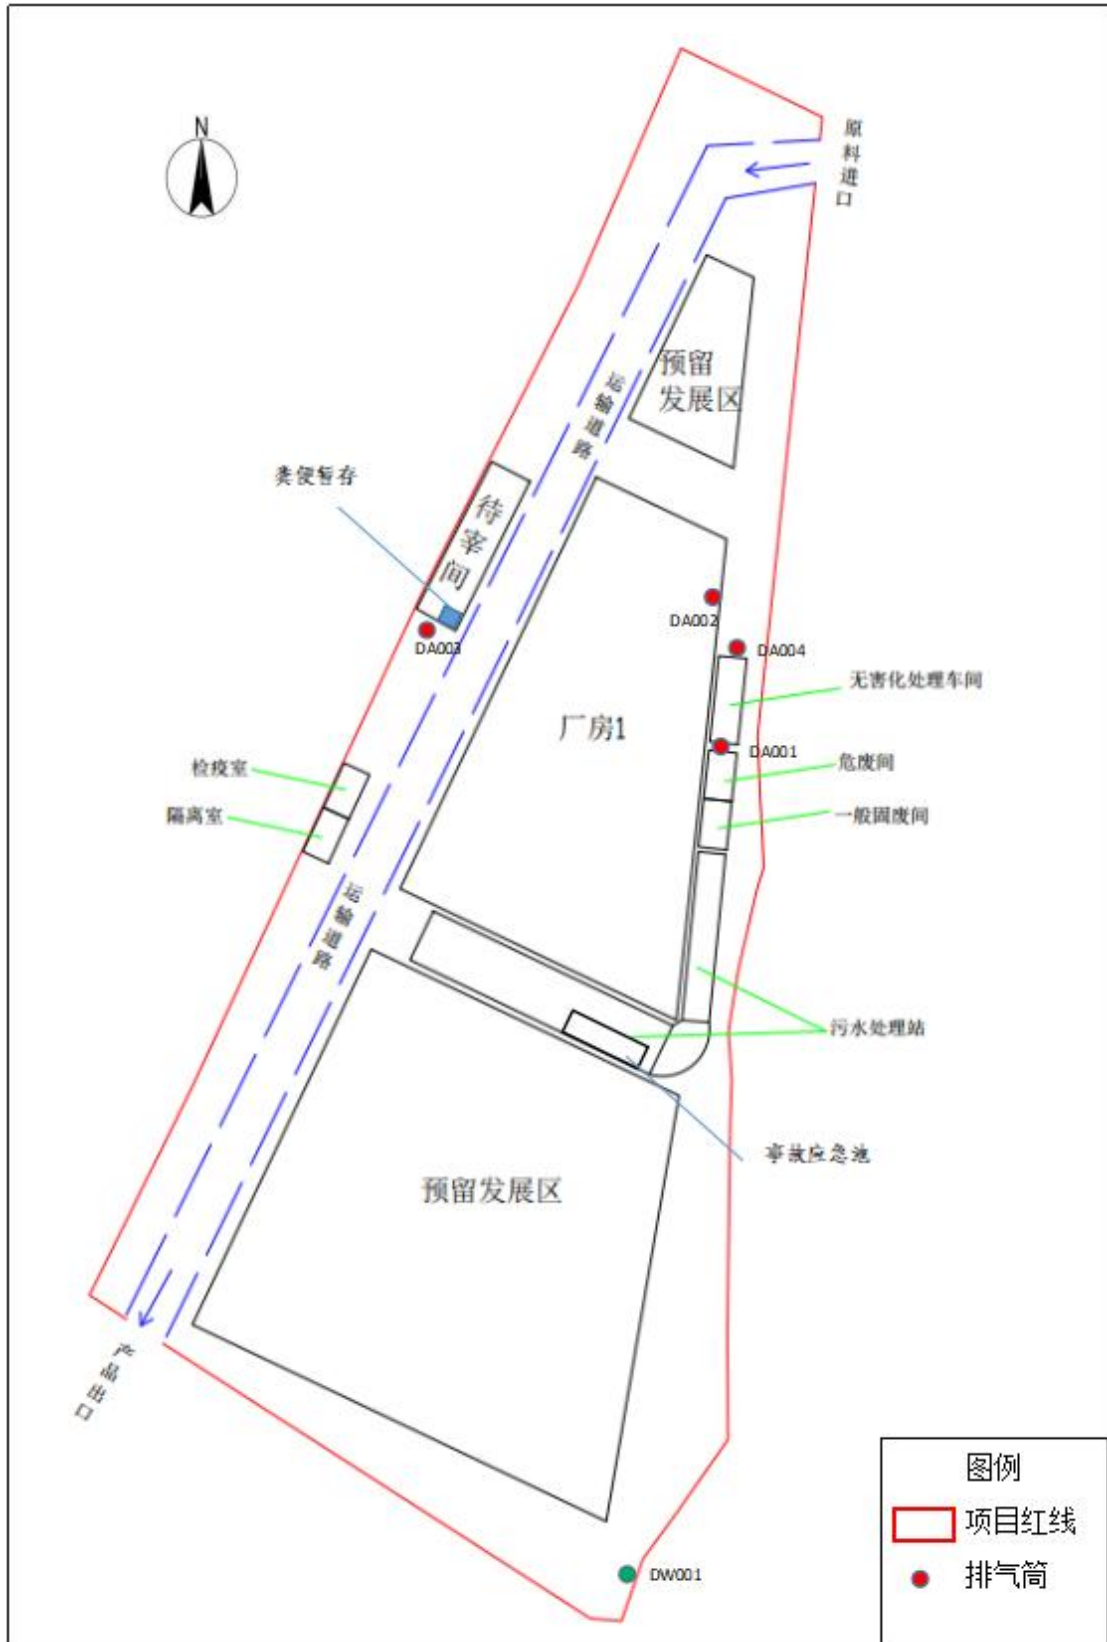 N
原料进口
预留
发展区
运输道路
粪便暂存
待宰间
DA002
DA003
DA004
无害化处理车间
厂房1
DA001
检疫室
危废间
隔离室
一般固废间
运输道路
污水处理站
事故应急池
预留发展区
产品出口
图例
项目红线
排气筒
DW001